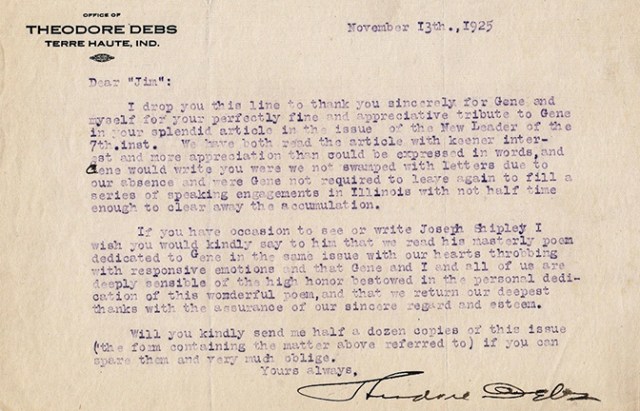 OFFICE OF
THEODORE DEBS
TERRE HAUTE, IND.
November 13th.,1925
Dear "Jim":
I drop you this line to thank you sincerely for Gene and
myself for your perfectly fine and appreciative tribute to Gene
in your splendid article in the issue of the New Leader of the
7th.inst. We have both read the article with keener inter-
est and more appreciation than could be expressed in words,and
Gene would write you were we not swamped with letters due to
our absence and were Gene not required to leave again to fill a
series of speaking engagements in Illinois with not half time
enough to clear away the accumulation.
If you have occasion to see or write Joseph Shipley I
wish you would kindly say to him that we read his masterly poem
dedicated to Gene in the same issue with our hearts throbbing
with responsive emotions and that Gene and I and all of us are
deeply sensible of the high honor bestowed in the personal dedi-
cation of this wonderful poem,and that we return our deepest
thanks with the assurance of our sincere regard and esteem.
Will you kindly send me half a dozen copies of this issue
(the form containing the matter above referred to) if you can
spare them and very much oblige.
Yours always,
Theodore Debs